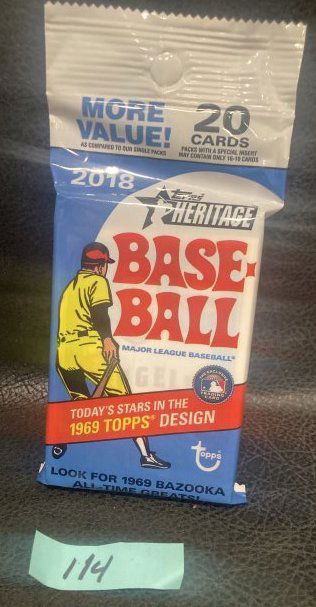 MORE
VALUE!
AS COMPARED TO OUR SINGLE PACKS
20
CARDS
PACKS WITH A SPECIAL INSERT
MAY CONTAIN ONLY 18-19 CARDS
2018
Topps
HERITAGE
BASE-
BALL
MAJOR LEAGUE BASEBALL®
TODAY'S STARS IN THE
1969 TOPPS® DESIGN
topps
LOOK FOR 1969 BAZOOKA
ALL-TIME GREATS!
114